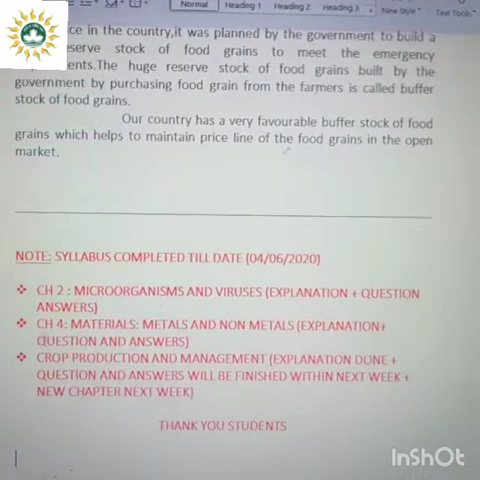 Normal Heading 1 Heading 2 Heading 3 New Style Text Tools
ce in the country,it was planned by the government to build a
serve stock of food grains to meet the emergency
ents.The huge reserve stock of food grains built by the
government by purchasing food grain from the farmers is called buffer
stock of food grains.
Our country has a very favourable buffer stock of food
grains which helps to maintain price line of the food grains in the open
market.
NOTE: SYLLABUS COMPLETED TILL DATE (04/06/2020)
❖ CH 2 : MICROORGANISMS AND VIRUSES (EXPLANATION + QUESTION
ANSWERS)
❖ CH 4: MATERIALS: METALS AND NON METALS (EXPLANATION+
QUESTION AND ANSWERS)
❖ CROP PRODUCTION AND MANAGEMENT (EXPLANATION DONE +
QUESTION AND ANSWERS WILL BE FINISHED WITHIN NEXT WEEK +
NEW CHAPTER NEXT WEEK)
THANK YOU STUDENTS
InShOt